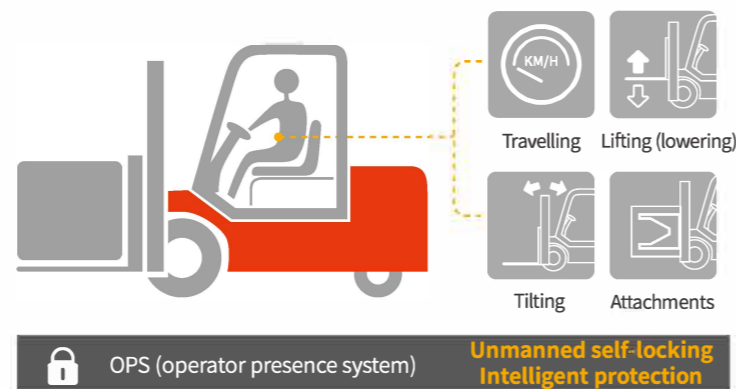 KM/H
Travelling
Lifting (lowering)
Tilting
Attachments
OPS (operator presence system)
Unmanned self-locking
Intelligent protection